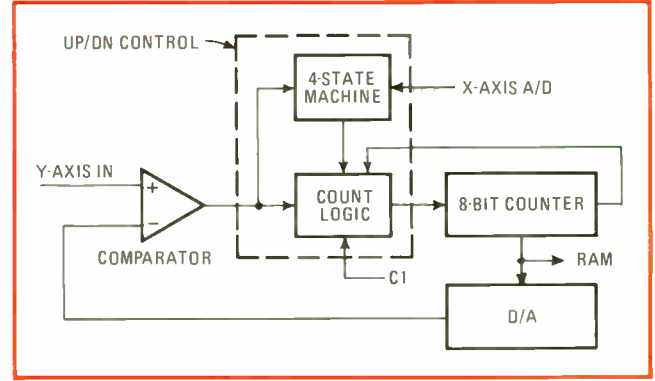 UP/DN CONTROL
4-STATE
MACHINE
X-AXIS A/D
Y-AXIS IN
+
−
COMPARATOR
COUNT
LOGIC
8-BIT COUNTER
C1
RAM
D/A